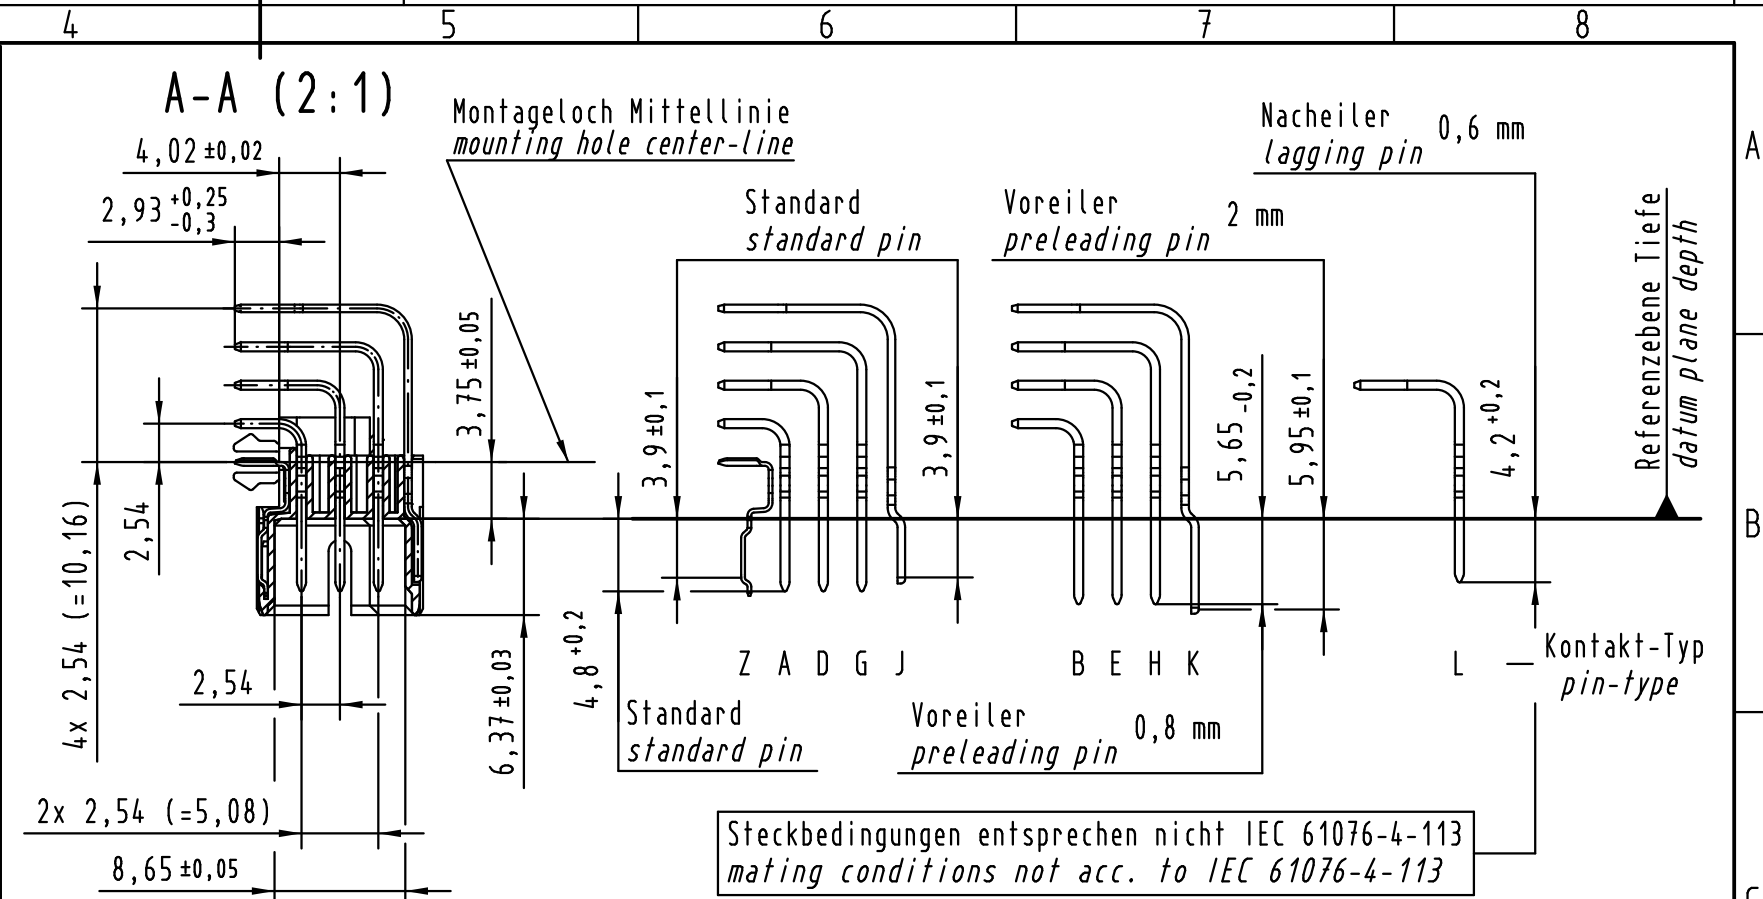 4 5 6 7 8
A-A (2:1)
4,02 ±0,02
2,93 +0,25 -0,3
Montageloch Mittellinie
mounting hole center-line
Standard
standard pin
Voreiler
preleading pin
2 mm
Nacheiler
lagging pin
0,6 mm
A
Referenzebene Tiefe
datum plane depth
3,75 ±0,05
3,9 ±0,1
3,9 ±0,1
5,65 -0,2
5,95 ±0,1
4,2 +0,2
B
2,54
4x 2,54 (=10,16)
2,54
6,37 ±0,03
4,8 +0,2
Z A D G J B E H K L
Kontakt-Typ
pin-type
Standard
standard pin
Voreiler
preleading pin
0,8 mm
2x 2,54 (=5,08)
8,65 ±0,05
Steckbedingungen entsprechen nicht IEC 61076-4-113
mating conditions not acc. to IEC 61076-4-113